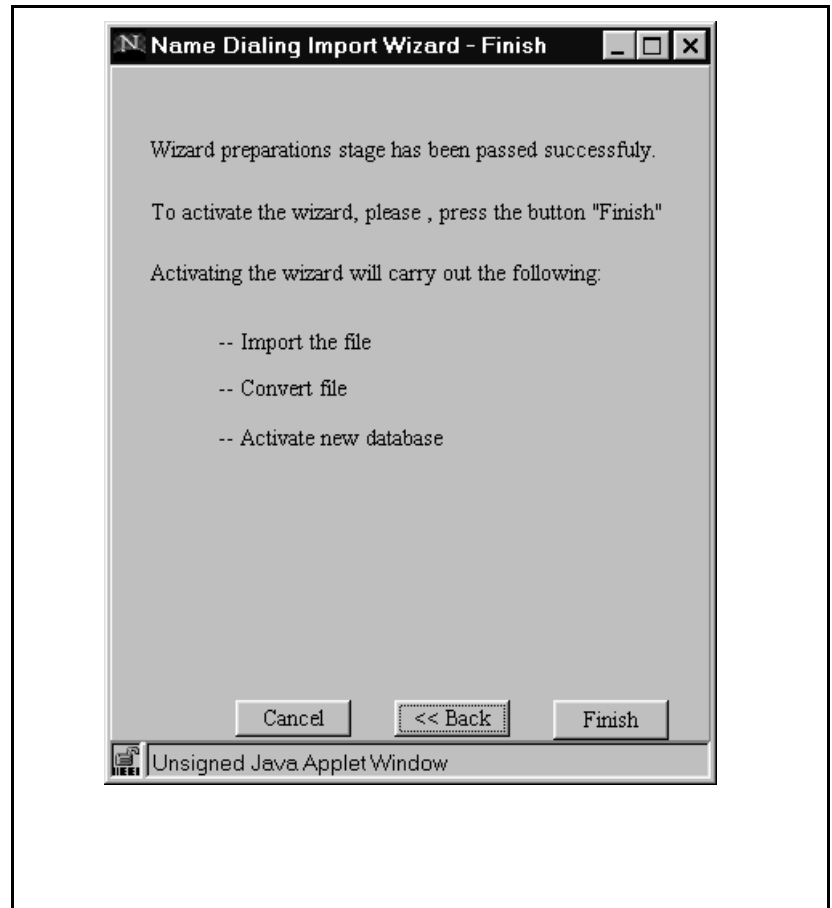 Name Dialing Import Wizard - Finish
Wizard preparations stage has been passed successfuly.
To activate the wizard, please , press the button "Finish"
Activating the wizard will carry out the following:
-- Import the file
-- Convert file
-- Activate new database
Cancel
<< Back
Finish
Unsigned Java Applet Window